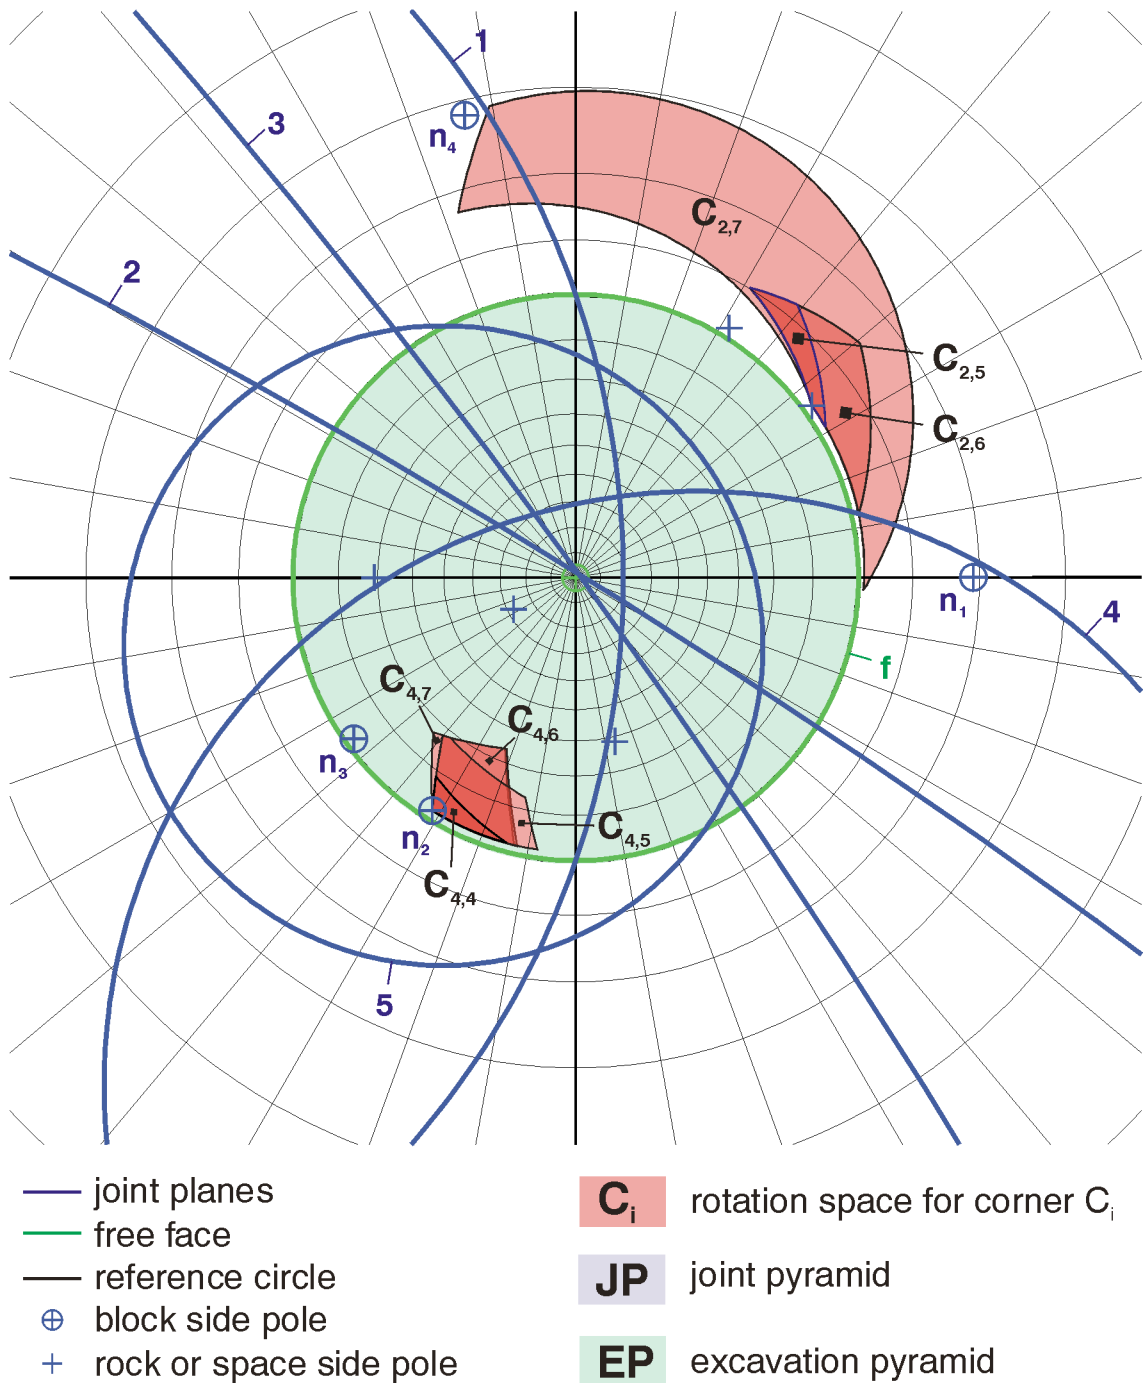 1
3
n₄
2
C₂,₇
C₂,₅
C₂,₆
n₁
4
f
C₄,₇
C₄,₆
n₃
n₂
C₄,₅
C₄,₄
5
joint planes
free face
reference circle
block side pole
rock or space side pole
Cᵢ rotation space for corner Cᵢ
JP joint pyramid
EP excavation pyramid